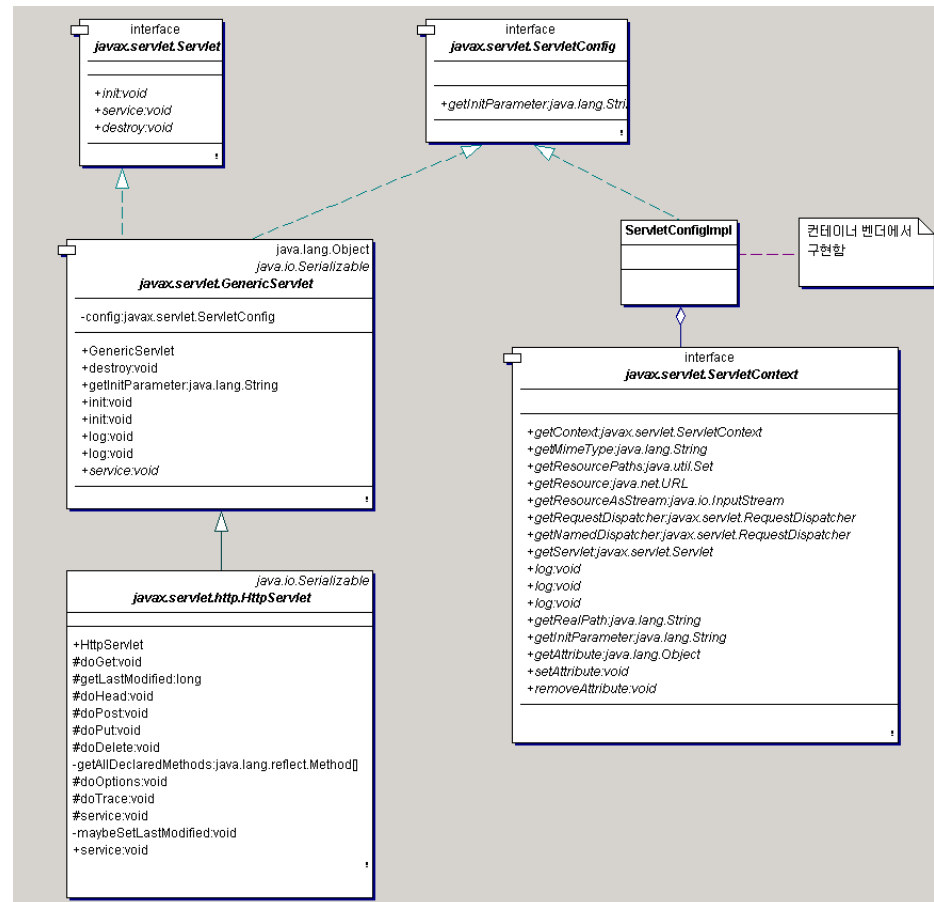 interface
javax.servlet.Servlet
+init:void
+service:void
+destroy:void
interface
javax.servlet.ServletConfig
+getInitParameter:java.lang.Stri
java.lang.Object
java.io.Serializable
javax.servlet.GenericServlet
-config:javax.servlet.ServletConfig
+GenericServlet
+destroy:void
+getInitParameter:java.lang.String
+init:void
+init:void
+log:void
+log:void
+service:void
ServletConfigImpl
컨테이너 벤더에서
구현함
interface
javax.servlet.ServletContext
+getContext:javax.servlet.ServletContext
+getMimeType:java.lang.String
+getResourcePaths:java.util.Set
+getResource:java.net.URL
+getResourceAsStream:java.io.InputStream
+getRequestDispatcher:javax.servlet.RequestDispatcher
+getNamedDispatcher:javax.servlet.RequestDispatcher
+getServlet:javax.servlet.Servlet
+log:void
+log:void
+log:void
+getRealPath:java.lang.String
+getInitParameter:java.lang.String
+getAttribute:java.lang.Object
+setAttribute:void
+removeAttribute:void
java.io.Serializable
javax.servlet.http.HttpServlet
+HttpServlet
#doGet:void
#getLastModified:long
#doHead:void
#doPost:void
#doPut:void
#doDelete:void
-getAllDeclaredMethods:java.lang.reflect.Method[]
#doOptions:void
#doTrace:void
#service:void
-maybeSetLastModified:void
+service:void